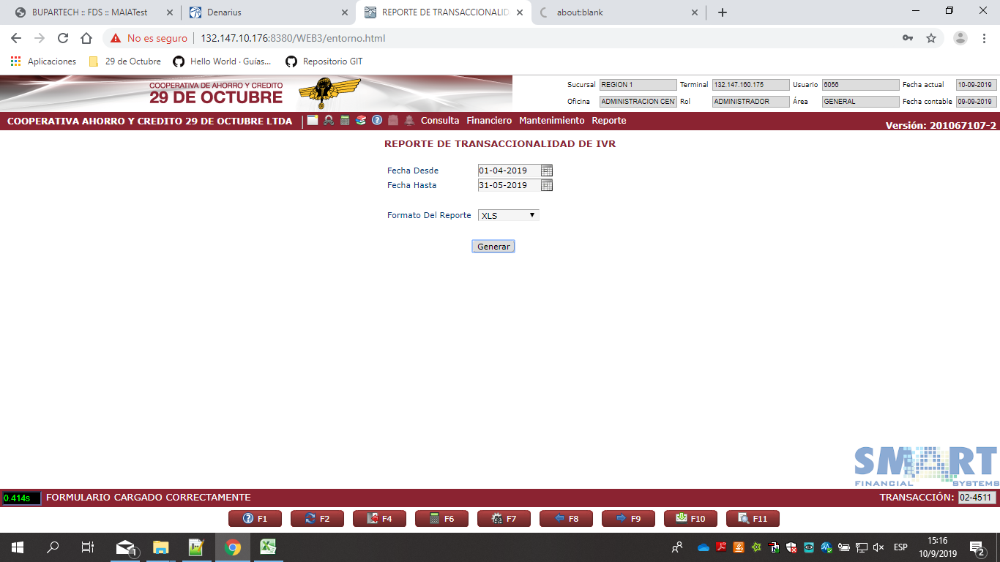 BUPARTECH :: FDS :: MAIATest
Denarius
REPORTE DE TRANSACCIONALID
about:blank
No es seguro
132.147.10.176:8380/WEB3/entorno.html
Aplicaciones
29 de Octubre
Hello World · Guías...
Repositorio GIT
COOPERATIVA DE AHORRO Y CREDITO
29 DE OCTUBRE
Sucursal REGION 1 Terminal 132.147.160.175 Usuario 6056 Fecha actual 10-09-2019
Oficina ADMINISTRACION CEN Rol ADMINISTRADOR Área GENERAL Fecha contable 09-09-2019
COOPERATIVA AHORRO Y CREDITO 29 DE OCTUBRE LTDA
Consulta Financiero Mantenimiento Reporte
Versión: 201067107-2
REPORTE DE TRANSACCIONALIDAD DE IVR
Fecha Desde 01-04-2019
Fecha Hasta 31-05-2019
Formato Del Reporte XLS
Generar
SMART
FINANCIAL SYSTEMS
0.414s FORMULARIO CARGADO CORRECTAMENTE
TRANSACCIÓN: 02-4511
F1 F2 F4 F6 F7 F8 F9 F10 F11
1
ESP
15:16
10/9/2019
2